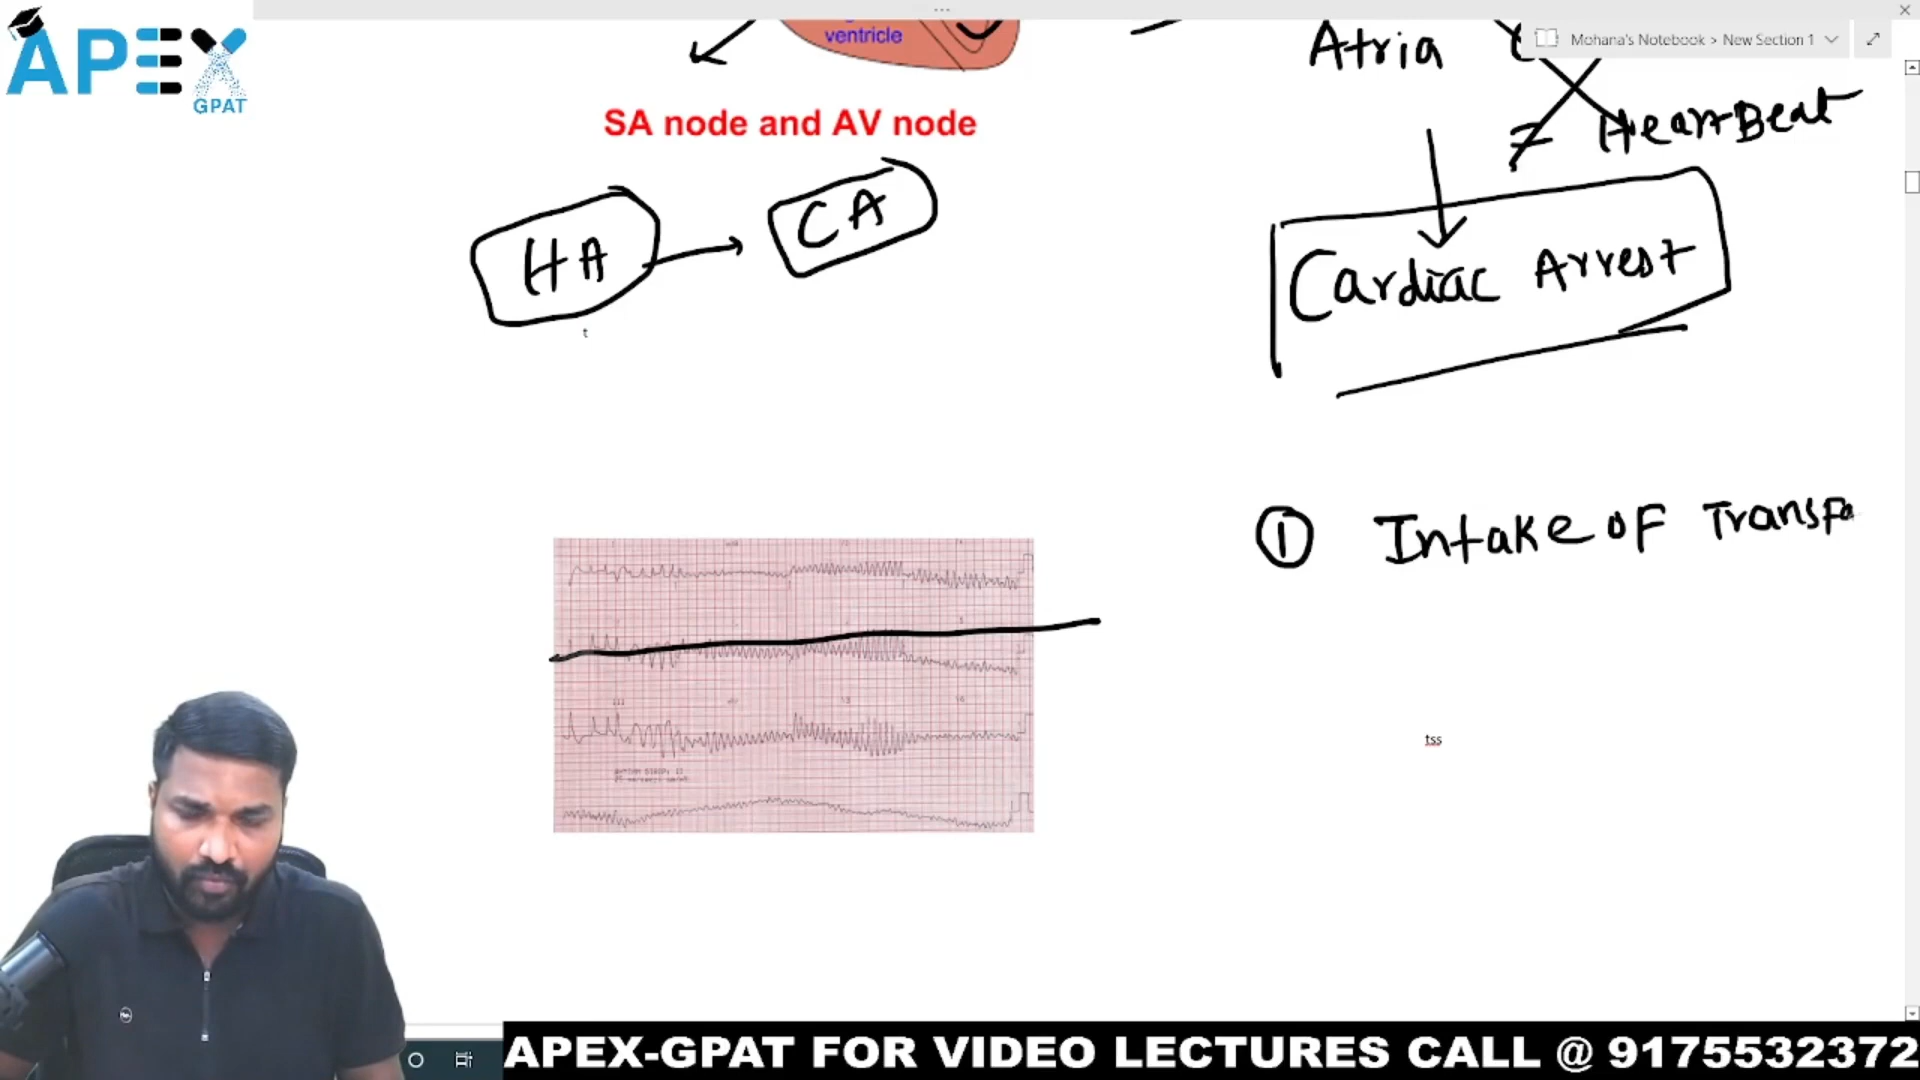 APEX
GPAT
Mohana's Notebook > New Section 1
ventricle
Atria
SA node and AV node
≠ HeartBeat
HA → CA
Cardiac Arrest
t
① Intake of Transfa
tss
APEX-GPAT FOR VIDEO LECTURES CALL @ 9175532372